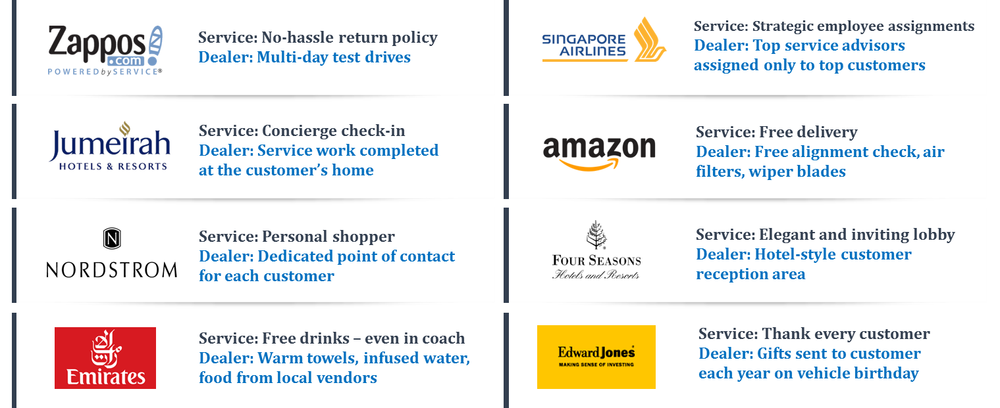 Zappos
.com
POWEREDbySERVICE®
Service: No-hassle return policy
Dealer: Multi-day test drives
SINGAPORE
AIRLINES
Service: Strategic employee assignments
Dealer: Top service advisors
assigned only to top customers
Jumeirah
HOTELS & RESORTS
Service: Concierge check-in
Dealer: Service work completed
at the customer’s home
amazon
Service: Free delivery
Dealer: Free alignment check, air
filters, wiper blades
N
NORDSTROM
Service: Personal shopper
Dealer: Dedicated point of contact
for each customer
FOUR SEASONS
Hotels and Resorts
Service: Elegant and inviting lobby
Dealer: Hotel-style customer
reception area
Emirates
Service: Free drinks – even in coach
Dealer: Warm towels, infused water,
food from local vendors
Edward Jones®
MAKING SENSE OF INVESTING
Service: Thank every customer
Dealer: Gifts sent to customer
each year on vehicle birthday